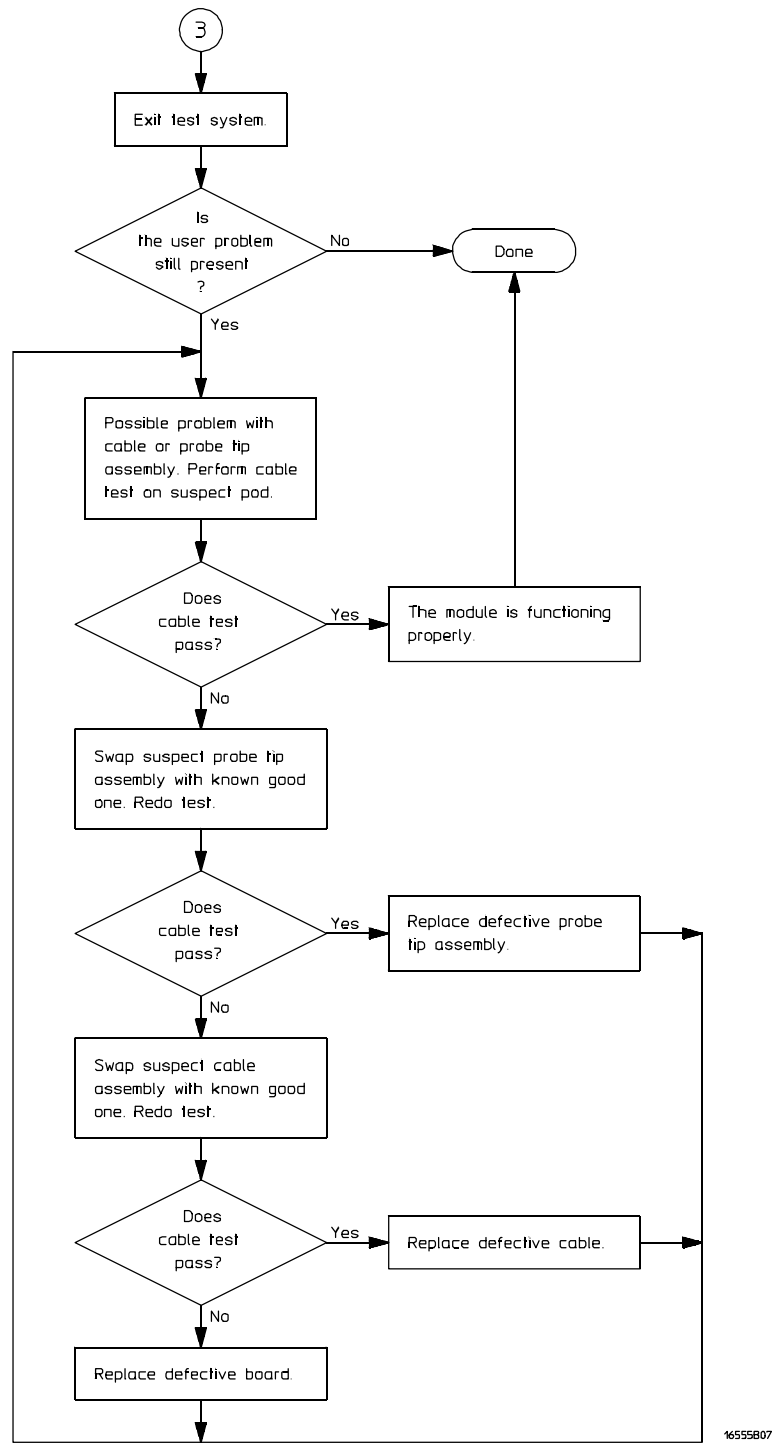 3
Exit test system.
Is
the user problem
still present
?
No
Done
Yes
Possible problem with
cable or probe tip
assembly. Perform cable
test on suspect pod.
Does
cable test
pass?
Yes
The module is functioning
properly.
No
Swap suspect probe tip
assembly with known good
one. Redo test.
Does
cable test
pass?
Yes
Replace defective probe
tip assembly.
No
Swap suspect cable
assembly with known good
one. Redo test.
Does
cable test
pass?
Yes
Replace defective cable.
No
Replace defective board.
16555B07